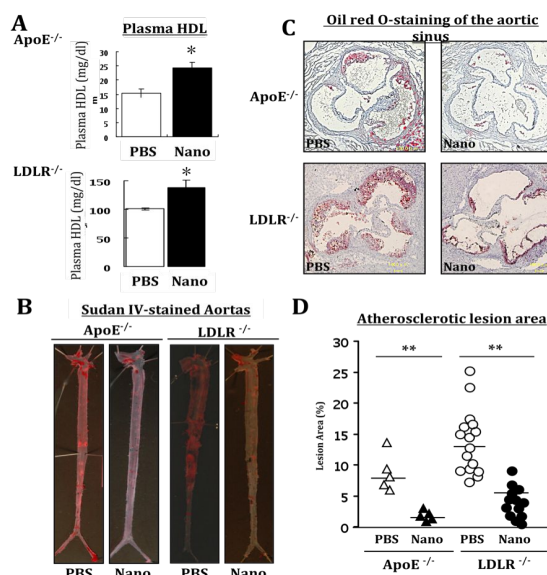 A
Plasma HDL
ApoE-/-
Plasma HDL (mg/dl)
30
25
20
15
10
5
0
*
PBS
Nano
LDLR-/-
Plasma HDL (mg/dl)
150
100
50
0
*
PBS
Nano
B
Sudan IV-stained Aortas
ApoE-/-
LDLR -/-
PBS
Nano
PBS
Nano
C
Oil red O-staining of the aortic
sinus
ApoE-/-
PBS
Nano
LDLR-/-
PBS
Nano
D
Atherosclerotic lesion area
**
**
PBS
Nano
PBS
Nano
Lesion Area (%)
30
25
20
15
10
5
0
ApoE -/-
LDLR -/-